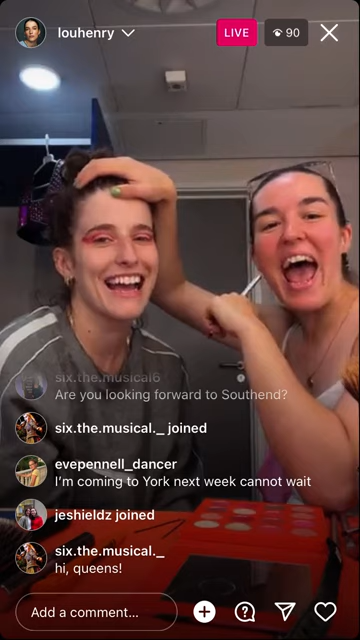 louhenry
LIVE
90
six.the.musical6
Are you looking forward to Southend?
six.the.musical._ joined
evepennell_dancer
I'm coming to York next week cannot wait
jeshieldz joined
six.the.musical._
hi, queens!
Add a comment...